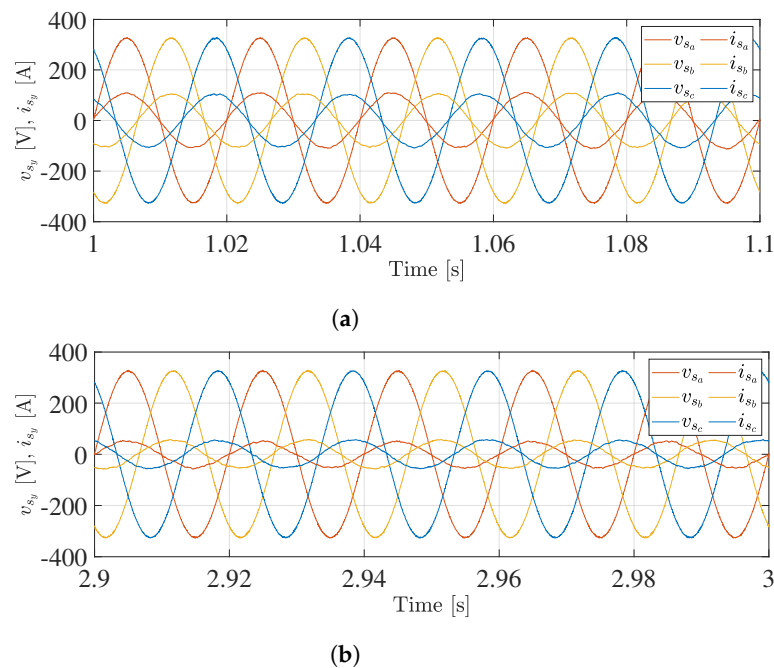 400
200
0
-200
-400
v_{s_y} [V], i_{s_y} [A]
v_{s_a} i_{s_a}
v_{s_b} i_{s_b}
v_{s_c} i_{s_c}
1 1.02 1.04 1.06 1.08 1.1
Time [s]
(a)
400
200
0
-200
-400
v_{s_y} [V], i_{s_y} [A]
v_{s_a} i_{s_a}
v_{s_b} i_{s_b}
v_{s_c} i_{s_c}
2.9 2.92 2.94 2.96 2.98 3
Time [s]
(b)